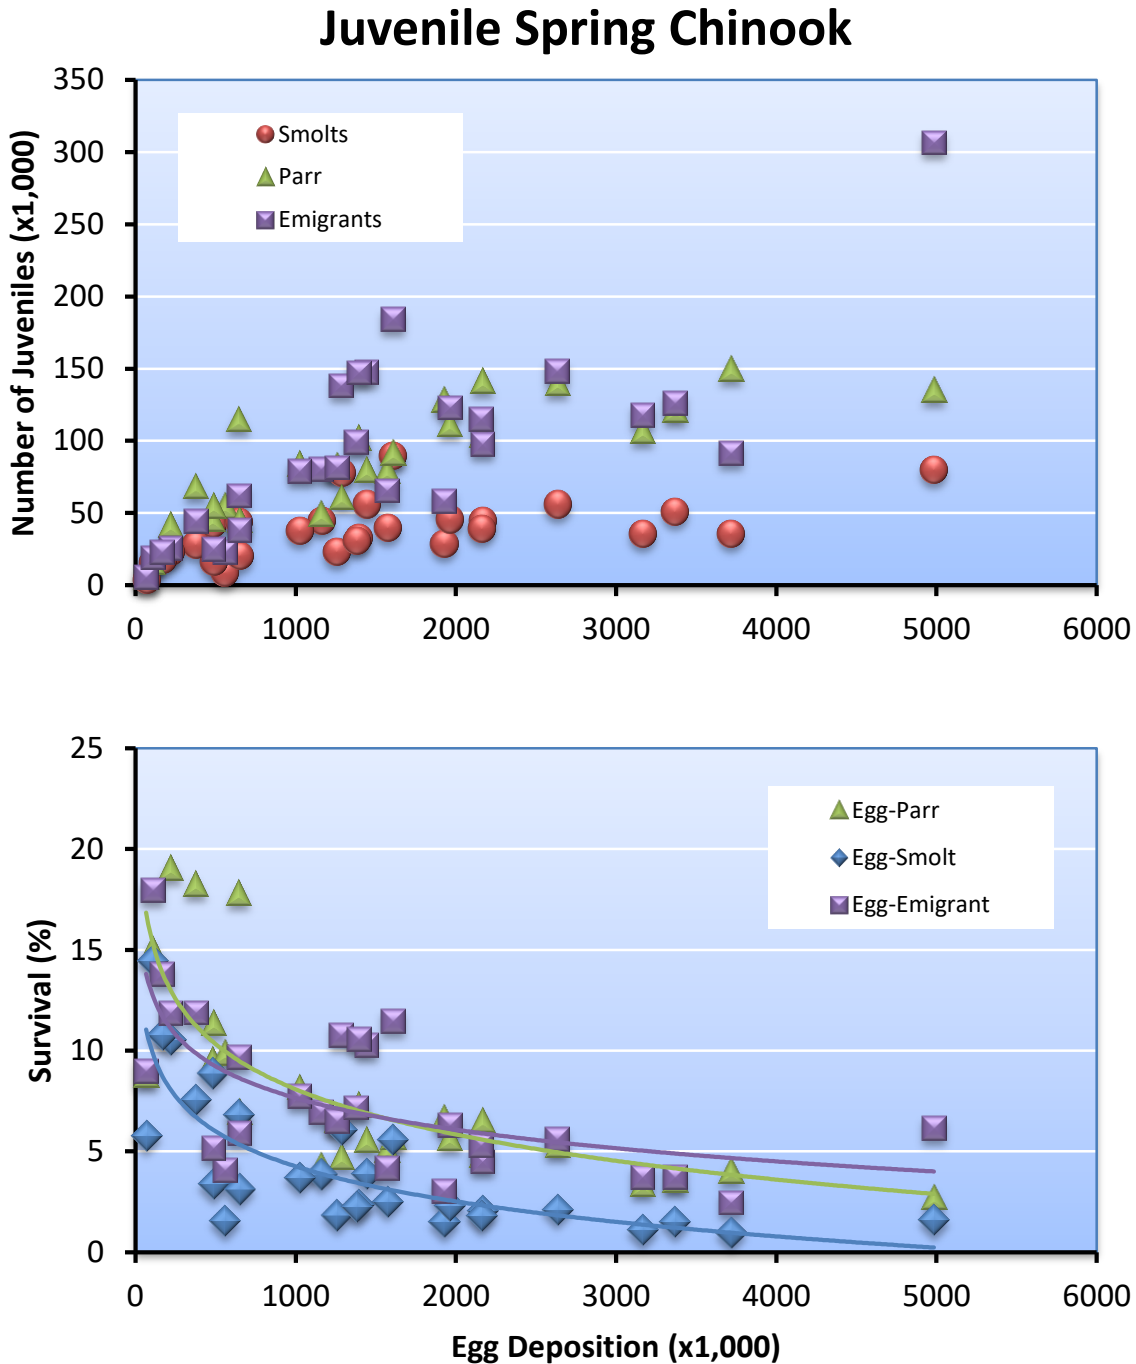 Juvenile Spring Chinook
Number of Juveniles (x1,000)
350
300
250
200
150
100
50
0
Smolts
Parr
Emigrants
0 1000 2000 3000 4000 5000 6000
Survival (%)
25
20
15
10
5
0
Egg-Parr
Egg-Smolt
Egg-Emigrant
0 1000 2000 3000 4000 5000 6000
Egg Deposition (x1,000)